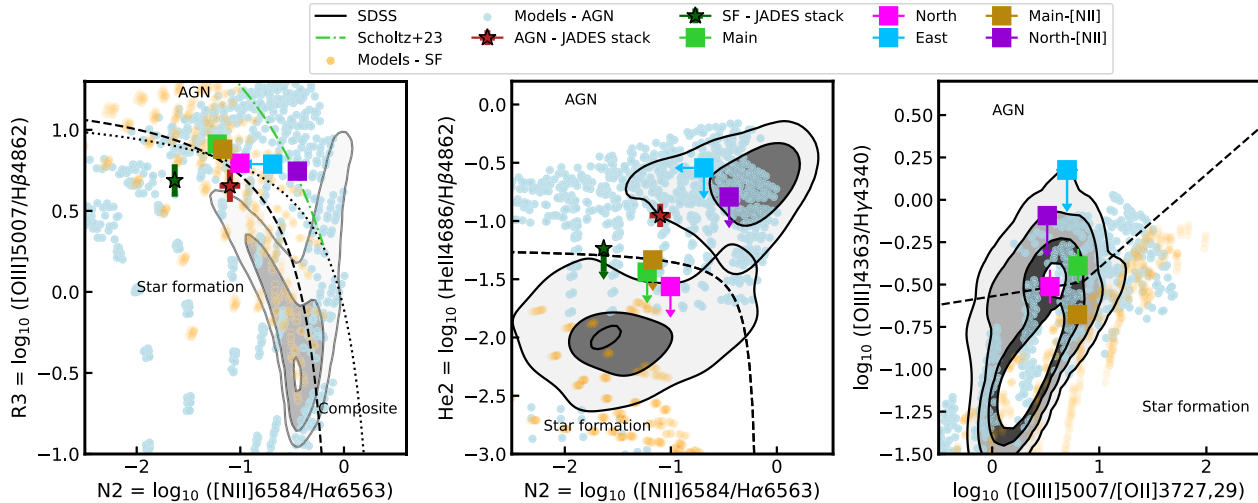 SDSS Models - AGN SF - JADES stack North Main-[NII]
Scholtz+23 AGN - JADES stack Main East North-[NII]
Models - SF
AGN
Star formation
Composite
R3 = log₁₀ ([OIII]5007/Hβ4862)
1.0
0.5
0.0
−0.5
−1.0
−2 −1 0
N2 = log₁₀ ([NII]6584/Hα6563)
AGN
Star formation
He2 = log₁₀ (HeII4686/Hβ4862)
0.0
−0.5
−1.0
−1.5
−2.0
−2.5
−3.0
−2 −1 0
N2 = log₁₀ ([NII]6584/Hα6563)
AGN
Star formation
log₁₀ ([OIII]4363/Hγ4340)
0.50
0.25
0.00
−0.25
−0.50
−0.75
−1.00
−1.25
0 1 2
log₁₀ ([OIII]5007/[OII]3727,29)